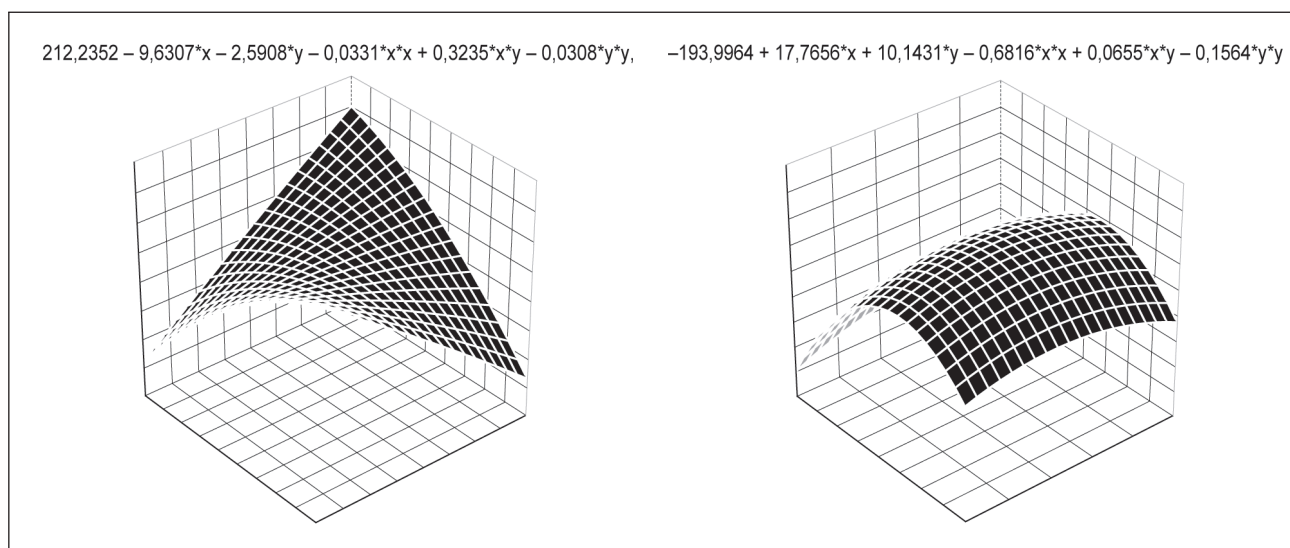 212,2352 – 9,6307*x – 2,5908*y – 0,0331*x*x + 0,3235*x*y – 0,0308*y*y,
–193,9964 + 17,7656*x + 10,1431*y – 0,6816*x*x + 0,0655*x*y – 0,1564*y*y